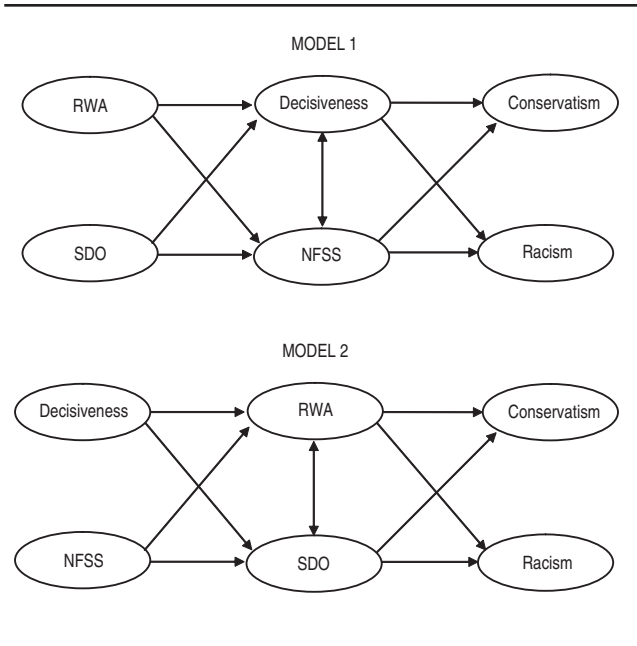 MODEL 1
RWA
Decisiveness
Conservatism
SDO
NFSS
Racism
MODEL 2
Decisiveness
RWA
Conservatism
NFSS
SDO
Racism